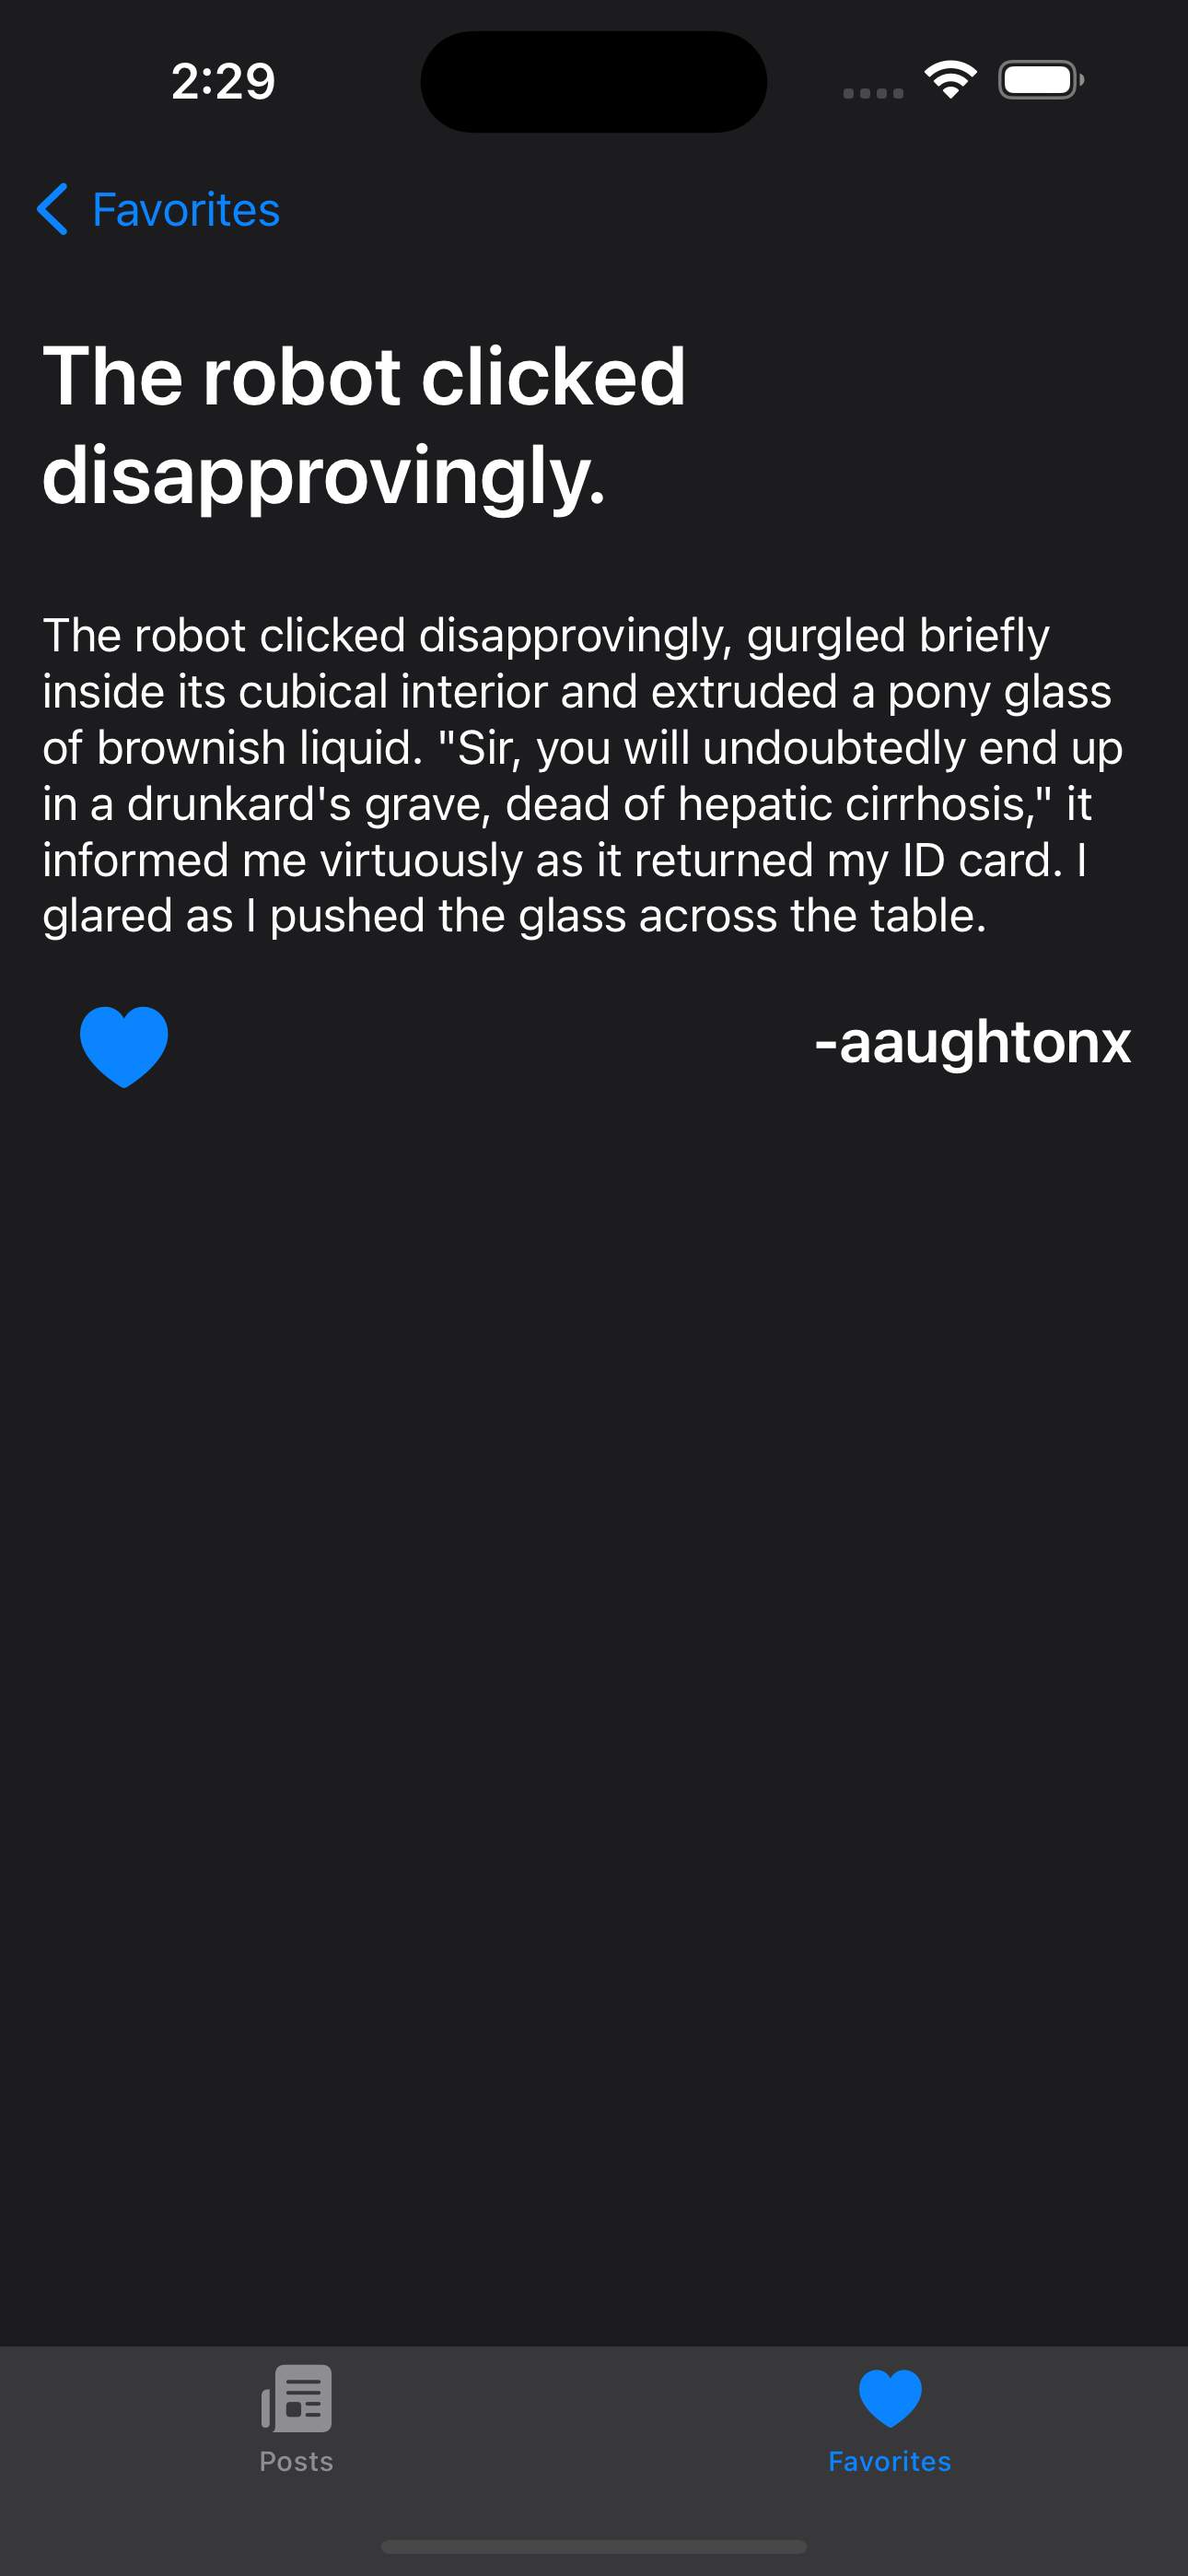 2:29
Favorites
The robot clicked
disapprovingly.
The robot clicked disapprovingly, gurgled briefly
inside its cubical interior and extruded a pony glass
of brownish liquid. "Sir, you will undoubtedly end up
in a drunkard's grave, dead of hepatic cirrhosis," it
informed me virtuously as it returned my ID card. I
glared as I pushed the glass across the table.
-aaughtonx
Posts
Favorites